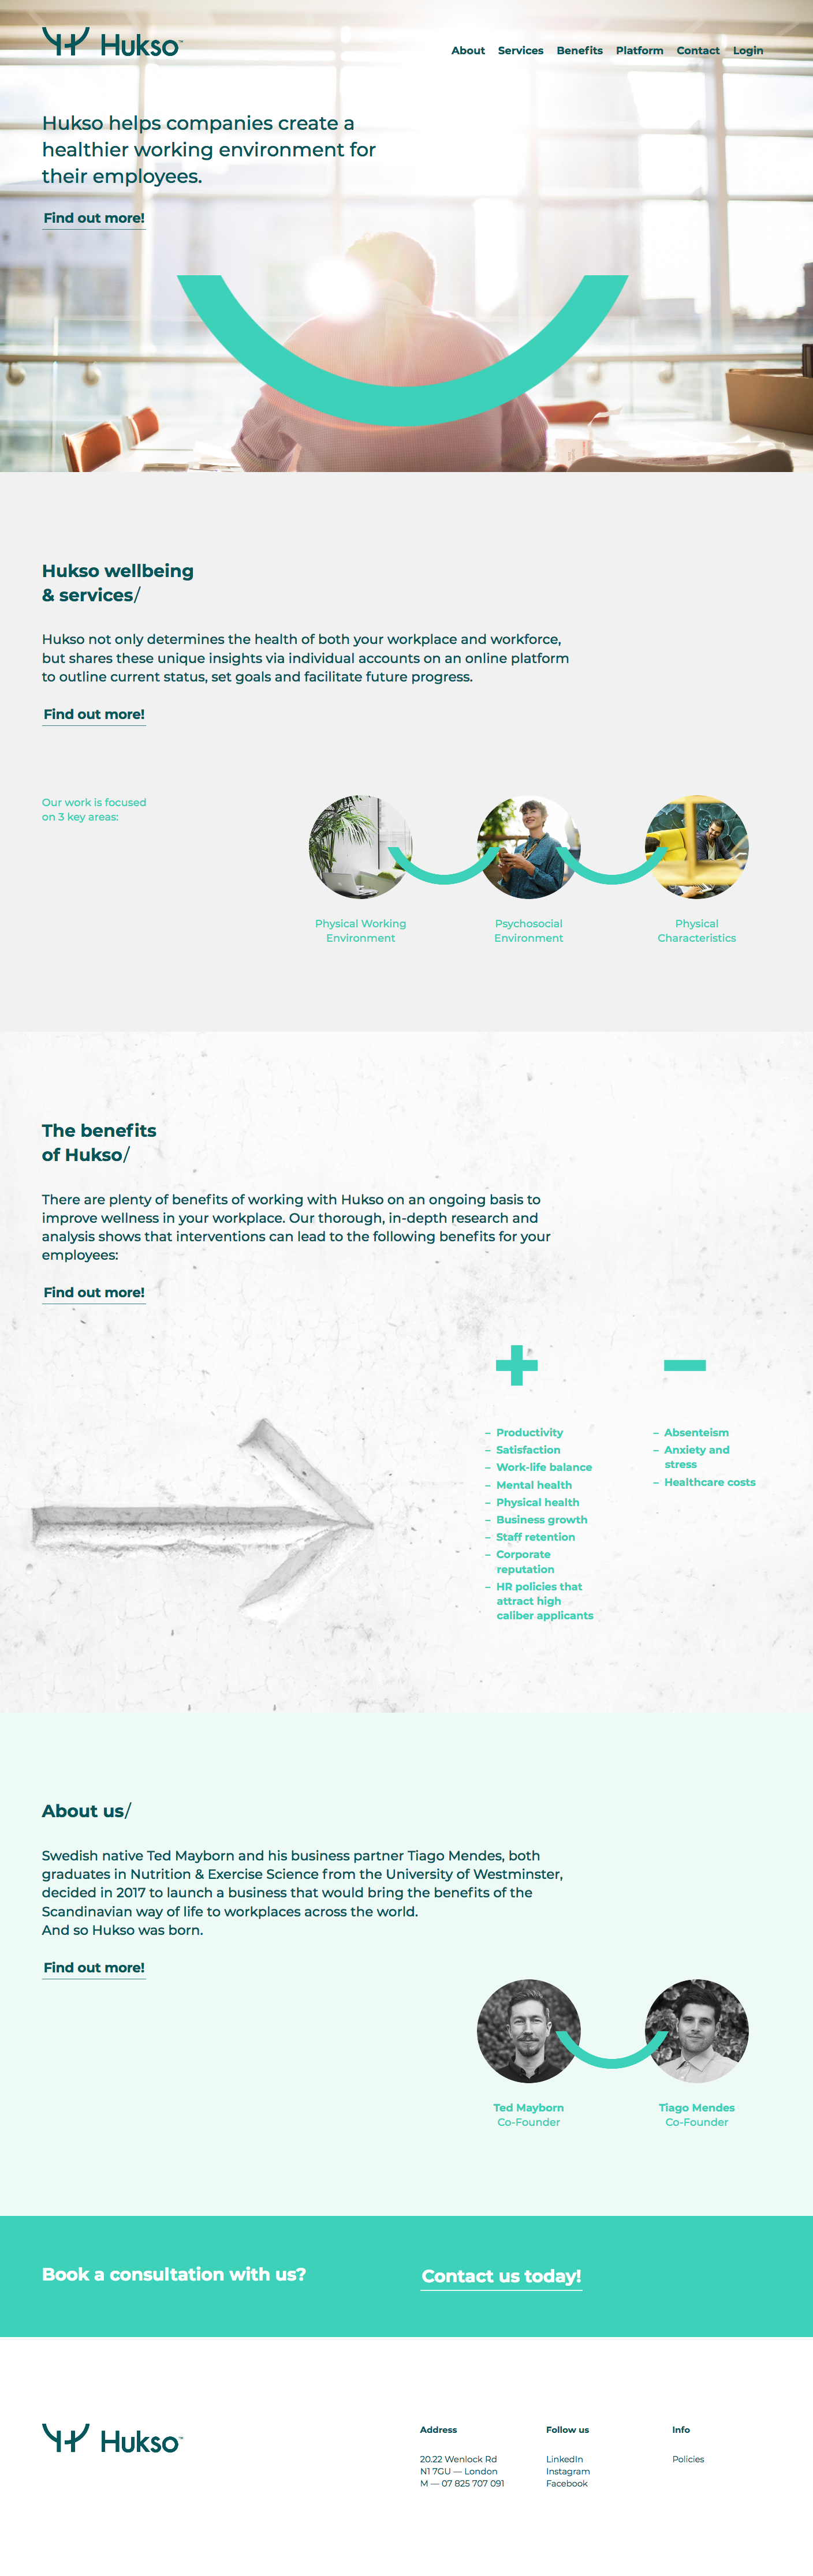 Hukso™
About Services Benefits Platform Contact Login
Hukso helps companies create a
healthier working environment for
their employees.
Find out more!
Hukso wellbeing
& services/
Hukso not only determines the health of both your workplace and workforce,
but shares these unique insights via individual accounts on an online platform
to outline current status, set goals and facilitate future progress.
Find out more!
Our work is focused
on 3 key areas:
Physical Working
Environment
Psychosocial
Environment
Physical
Characteristics
The benefits
of Hukso/
There are plenty of benefits of working with Hukso on an ongoing basis to
improve wellness in your workplace. Our thorough, in-depth research and
analysis shows that interventions can lead to the following benefits for your
employees:
Find out more!
– Productivity
– Satisfaction
– Work-life balance
– Mental health
– Physical health
– Business growth
– Staff retention
– Corporate
reputation
– HR policies that
attract high
caliber applicants
– Absenteism
– Anxiety and
stress
– Healthcare costs
About us/
Swedish native Ted Mayborn and his business partner Tiago Mendes, both
graduates in Nutrition & Exercise Science from the University of Westminster,
decided in 2017 to launch a business that would bring the benefits of the
Scandinavian way of life to workplaces across the world.
And so Hukso was born.
Find out more!
Ted Mayborn
Co-Founder
Tiago Mendes
Co-Founder
Book a consultation with us?
Contact us today!
Hukso™
Address
20.22 Wenlock Rd
N1 7GU — London
M — 07 825 707 091
Follow us
LinkedIn
Instagram
Facebook
Info
Policies